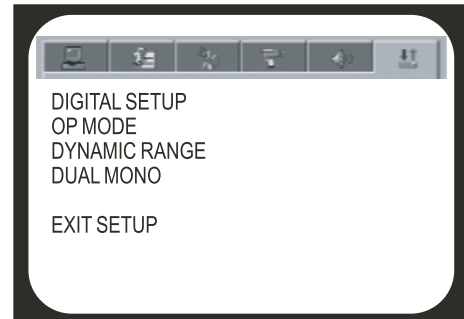 DIGITAL SETUP
OP MODE
DYNAMIC RANGE
DUAL MONO
EXIT SETUP